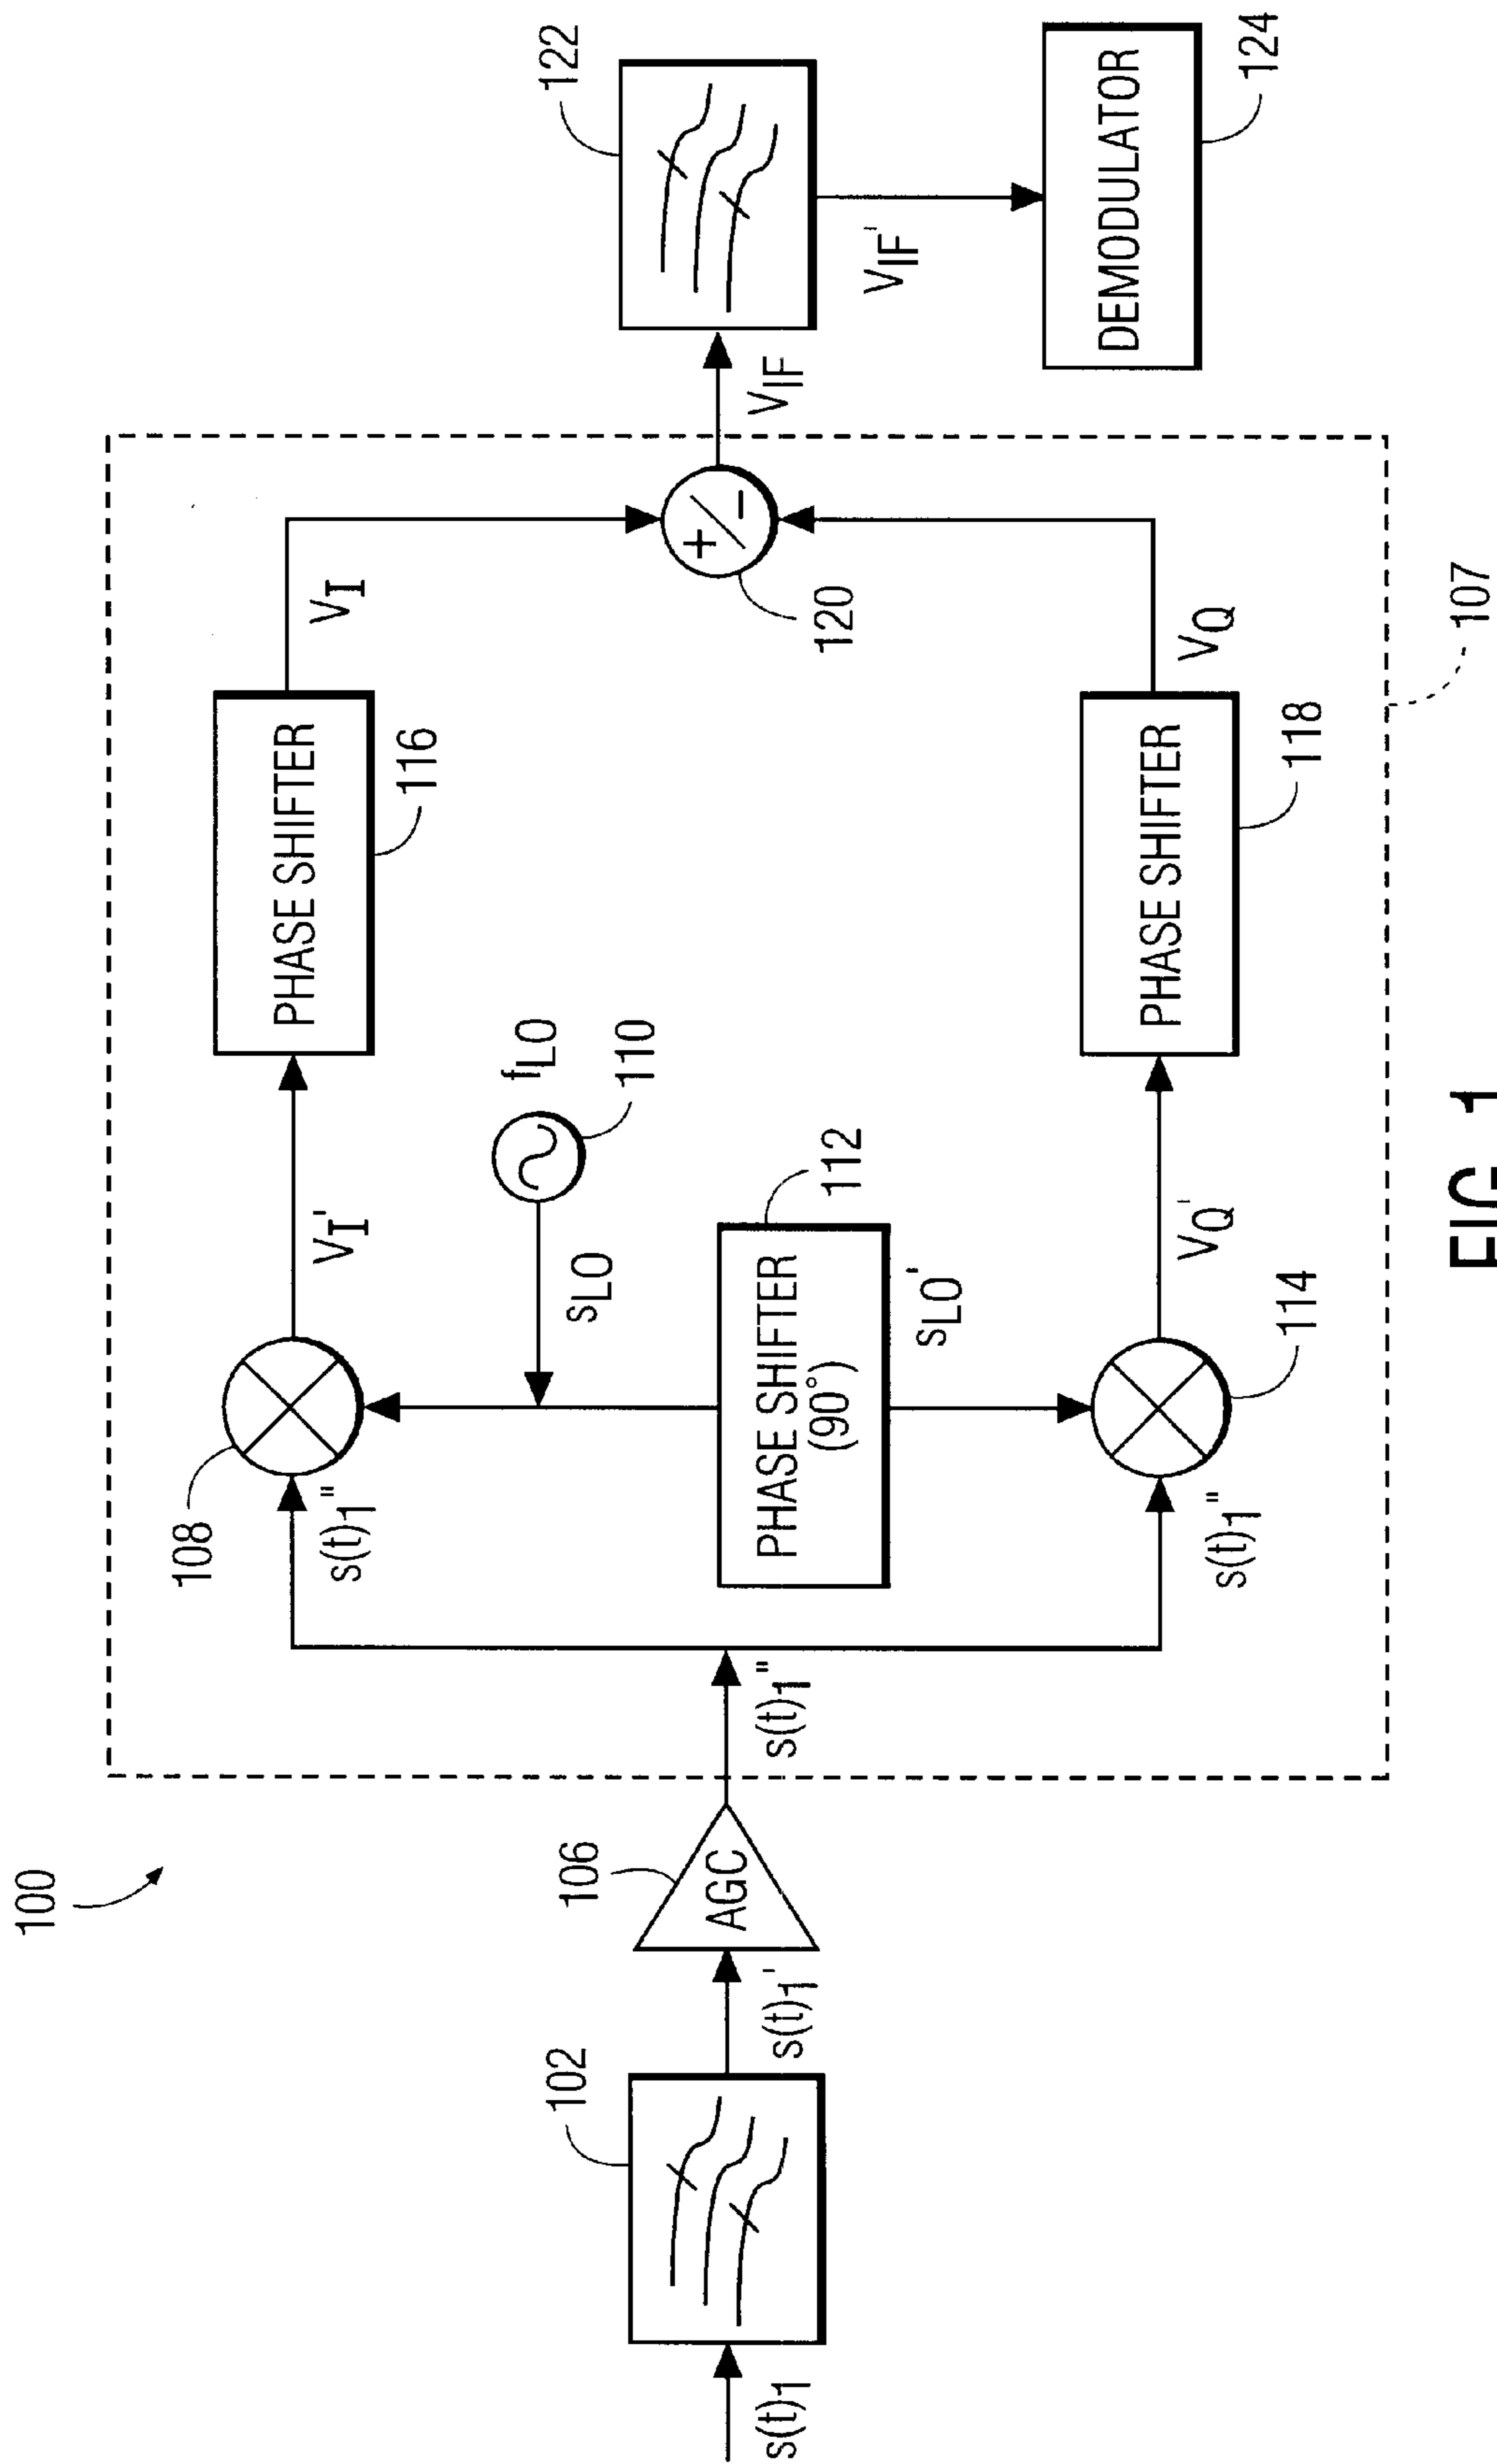 100
s(t)1
102
s(t)1'
106
AGC
s(t)1"
108
s(t)1"
VI'
PHASE SHIFTER
116
VI
fLO
110
sLO
112
PHASE SHIFTER
(90°)
sLO'
s(t)1"
114
VQ'
PHASE SHIFTER
118
VQ
120
+/-
107
VIF
122
VIF'
DEMODULATOR
124
FIG. 1